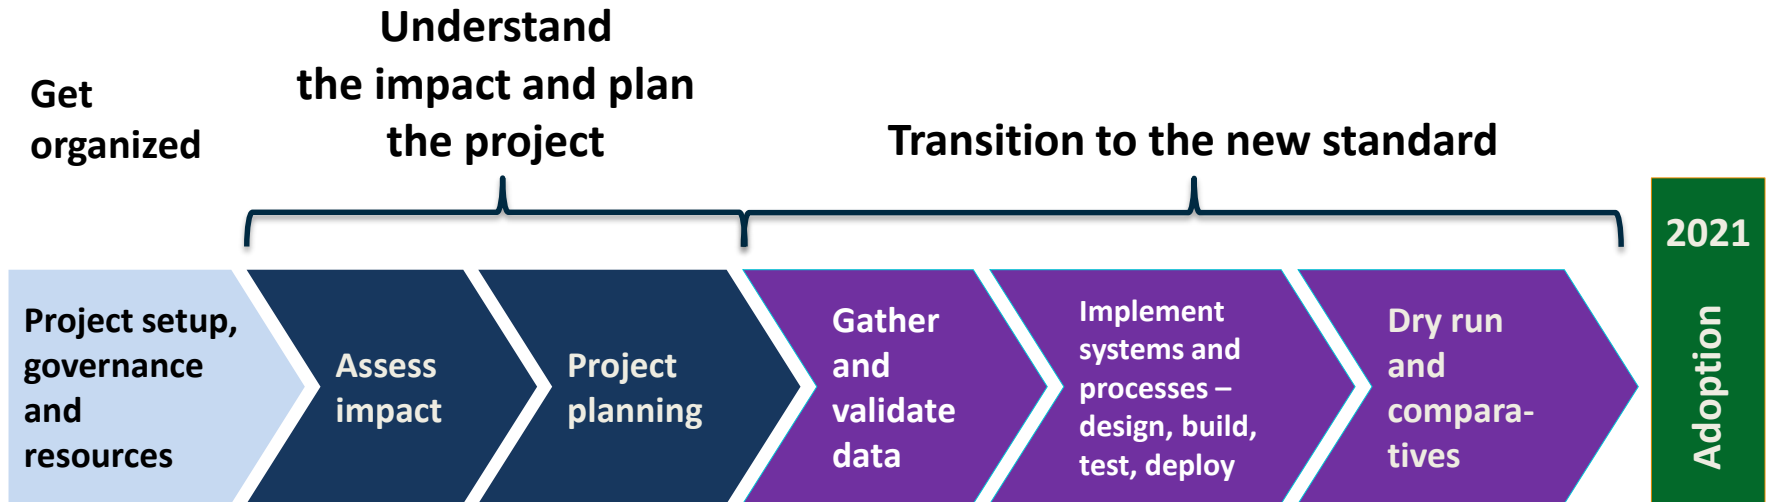 Get
organized
Understand
the impact and plan
the project
Transition to the new standard
Project setup,
governance
and
resources
Assess
impact
Project
planning
Gather
and
validate
data
Implement
systems and
processes –
design, build,
test, deploy
Dry run
and
compara-
tives
2021
Adoption